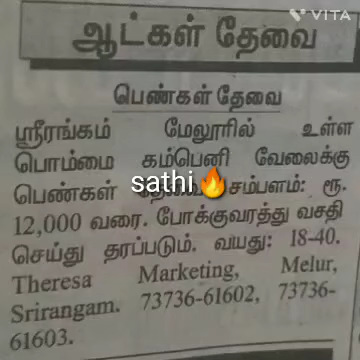 VITA
ஆட்கள் தேவை
பெண்கள் தேவை
ஸ்ரீரங்கம் மேலூரில் உள்ள
பொம்மை கம்பெனி வேலைக்கு
பெண்கள் சம்பளம்: ரூ.
sathi🔥
12,000 வரை. போக்குவரத்து வசதி
செய்து தரப்படும். வயது: 18-40.
Theresa Marketing, Melur,
Srirangam. 73736-61602, 73736-
61603.